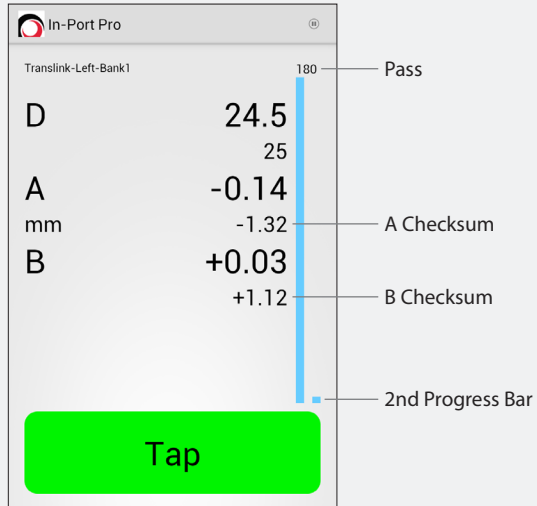 In-Port Pro
Translink-Left-Bank1
180
Pass
D
24.5
25
A
-0.14
mm
-1.32
A Checksum
B
+0.03
+1.12
B Checksum
2nd Progress Bar
Tap